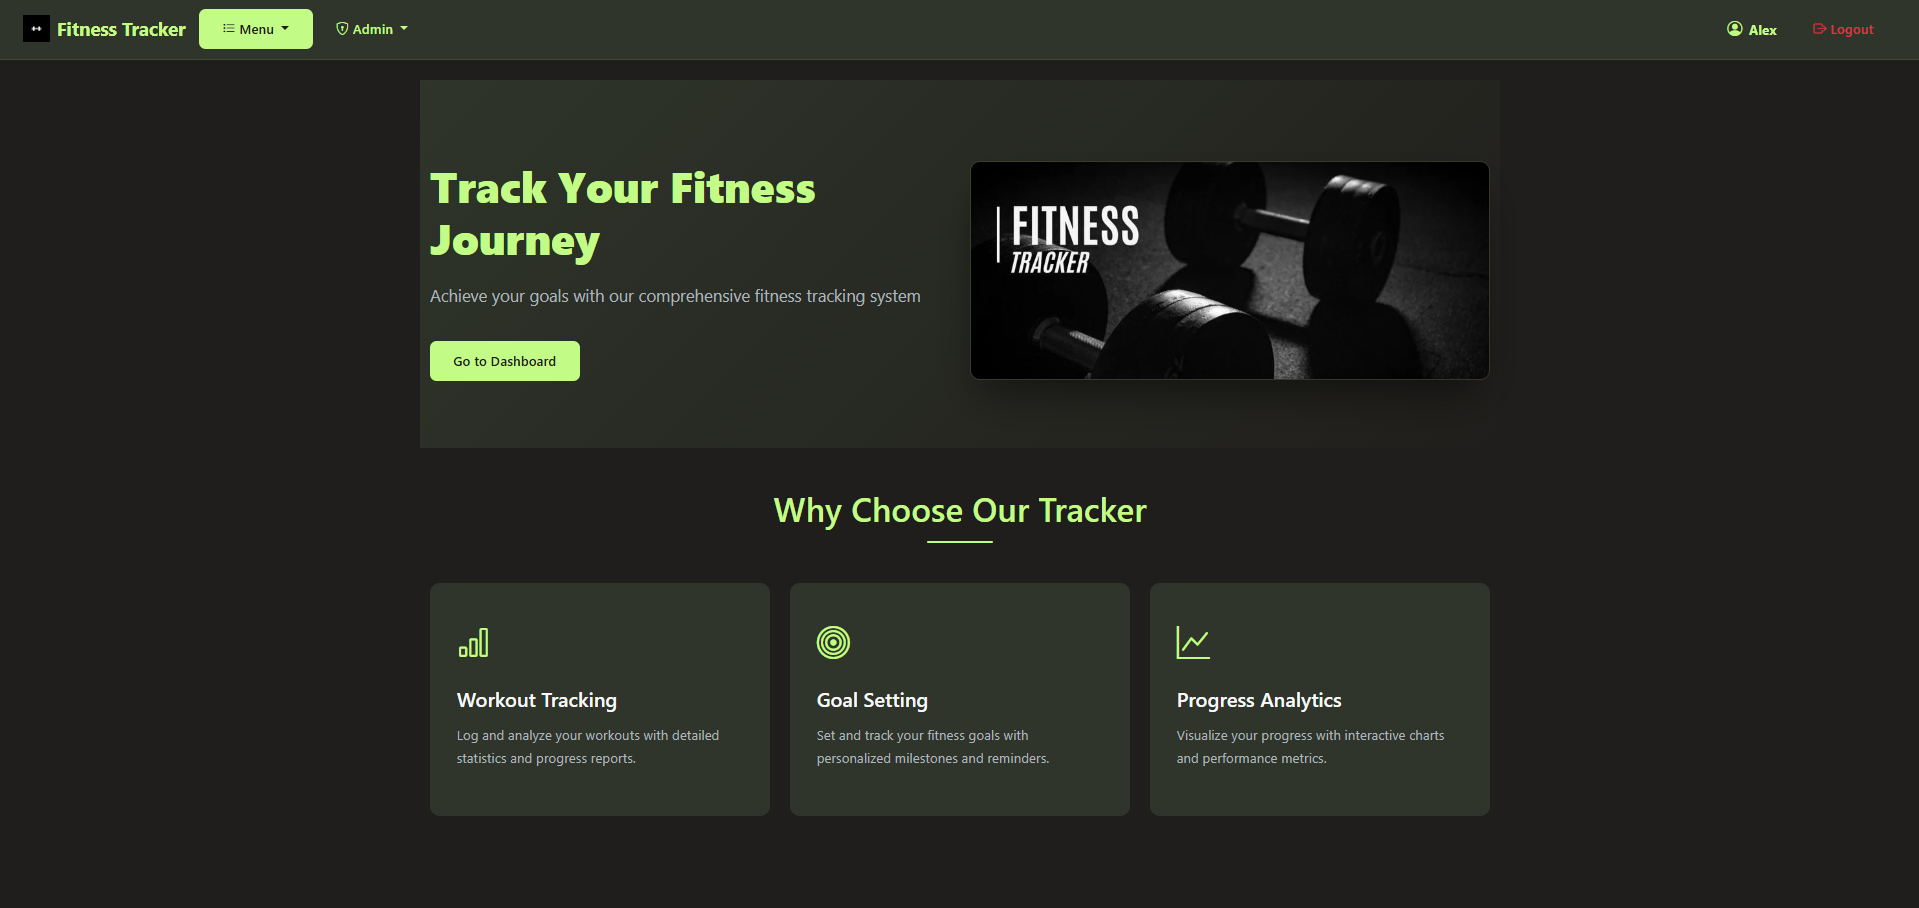 Fitness Tracker
Menu
Admin
Alex
Logout
Track Your Fitness
Journey
Achieve your goals with our comprehensive fitness tracking system
Go to Dashboard
FITNESS
TRACKER
Why Choose Our Tracker
Workout Tracking
Log and analyze your workouts with detailed
statistics and progress reports.
Goal Setting
Set and track your fitness goals with
personalized milestones and reminders.
Progress Analytics
Visualize your progress with interactive charts
and performance metrics.